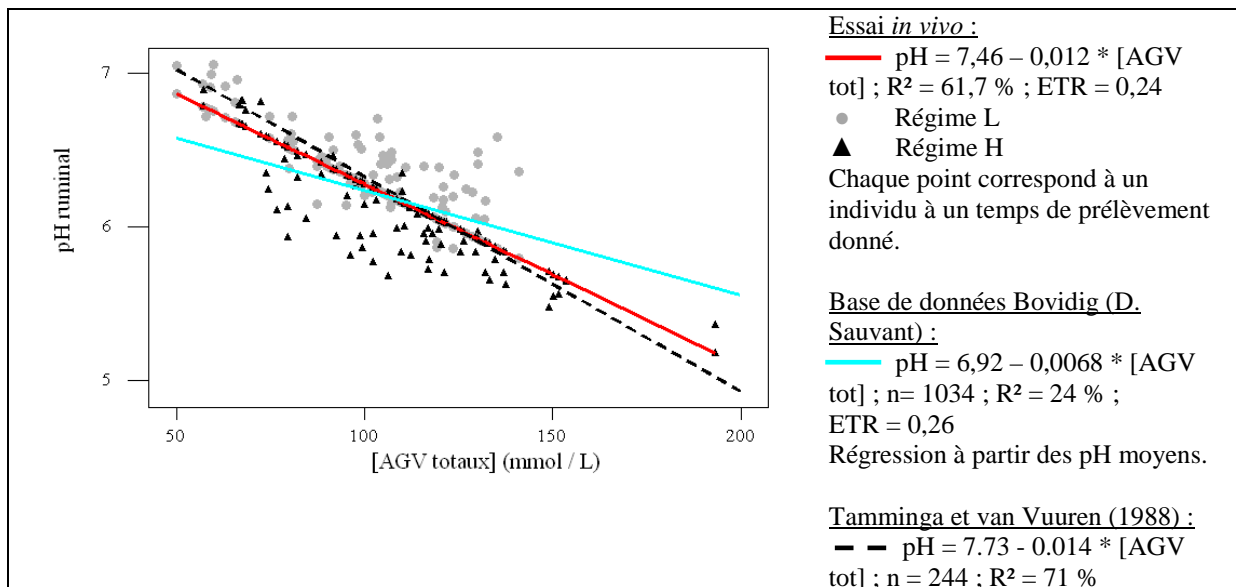 7
6
5
pH ruminal
50
100
150
200
[AGV totaux] (mmol / L)
Essai in vivo :
pH = 7,46 – 0,012 * [AGV
tot] ; R² = 61,7 % ; ETR = 0,24
Régime L
Régime H
Chaque point correspond à un
individu à un temps de prélèvement
donné.
Base de données Bovidig (D.
Sauvant) :
pH = 6,92 – 0,0068 * [AGV
tot] ; n= 1034 ; R² = 24 % ;
ETR = 0,26
Régression à partir des pH moyens.
Tamminga et van Vuuren (1988) :
pH = 7.73 - 0.014 * [AGV
tot] ; n = 244 ; R² = 71 %